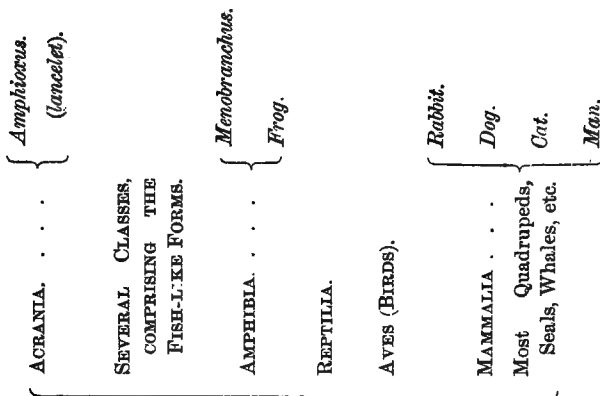 ACRANIA. . . . { Amphioxus.
(lancelet).
SEVERAL CLASSES,
COMPRISING THE
FISH-LIKE FORMS.
AMPHIBIA. . . . { Menobranchus.
Frog.
REPTILIA.
AVES (BIRDS).
MAMMALIA . . .
Most Quadrupeds,
Seals, Whales, etc.
Rabbit.
Dog.
Cat.
Man.